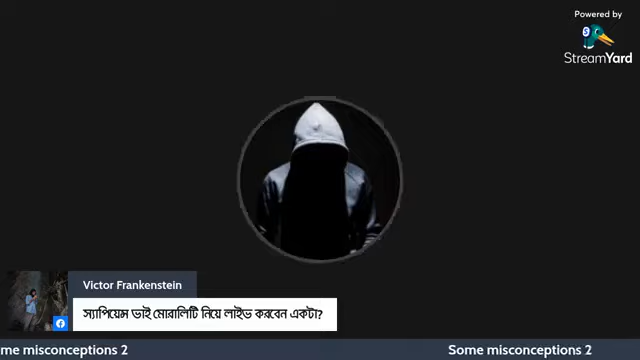 Powered by
StreamYard
Victor Frankenstein
স্যাপিয়েন্স ভাই মোরালিটি নিয়ে লাইভ করবেন একটা?
me misconceptions 2
Some misconceptions 2